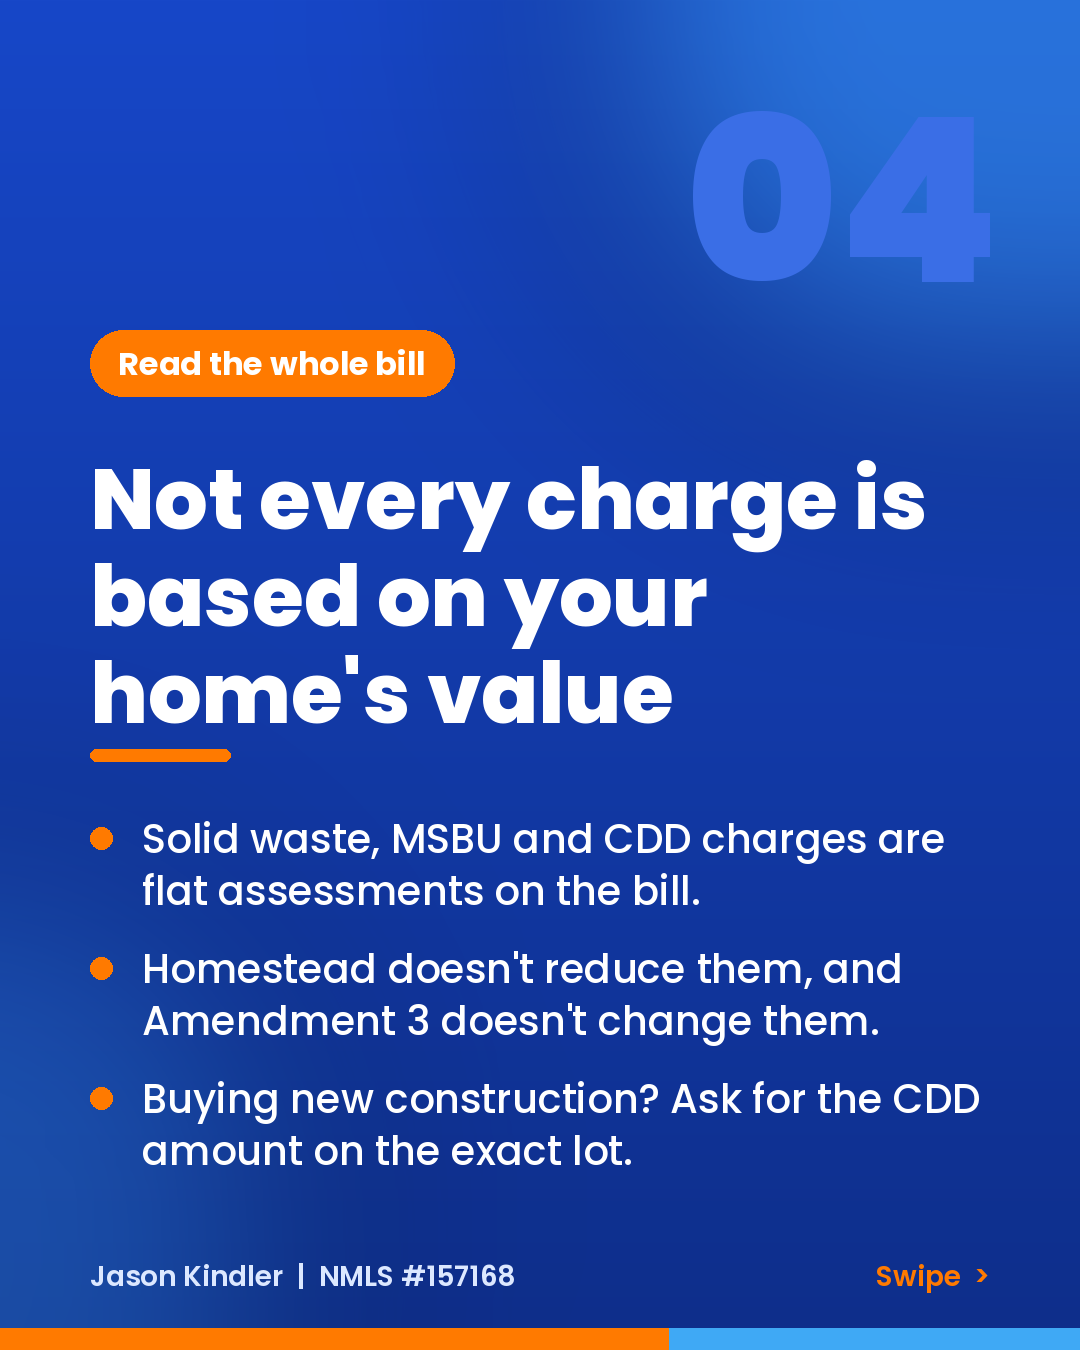 04
Read the whole bill
Not every charge is
based on your
home's value
Solid waste, MSBU and CDD charges are
flat assessments on the bill.
Homestead doesn't reduce them, and
Amendment 3 doesn't change them.
Buying new construction? Ask for the CDD
amount on the exact lot.
Jason Kindler | NMLS #157168
Swipe >